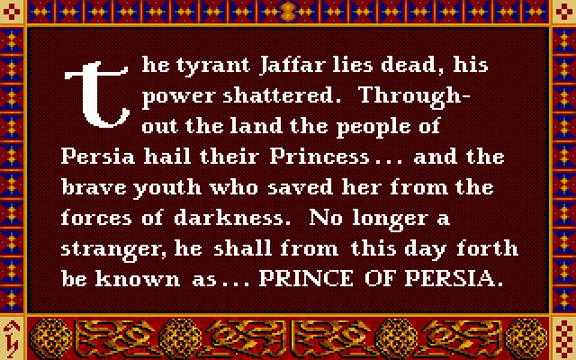 the tyrant Jaffar lies dead, his
power shattered.  Through-
out the land the people of
Persia hail their Princess... and the
brave youth who saved her from the
forces of darkness.  No longer a
stranger, he shall from this day forth
be known as... PRINCE OF PERSIA.